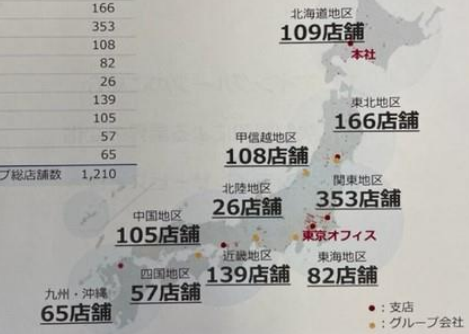 166
353
108
82
26
139
105
57
65
プ総店舗数 1,210
北海道地区
109店舗
本社
東北地区
166店舗
甲信越地区
108店舗
関東地区
353店舗
北陸地区
26店舗
東京オフィス
中国地区
105店舗
近畿地区
139店舗
東海地区
82店舗
四国地区
57店舗
九州・沖縄
65店舗
●：支店
●：グループ会社